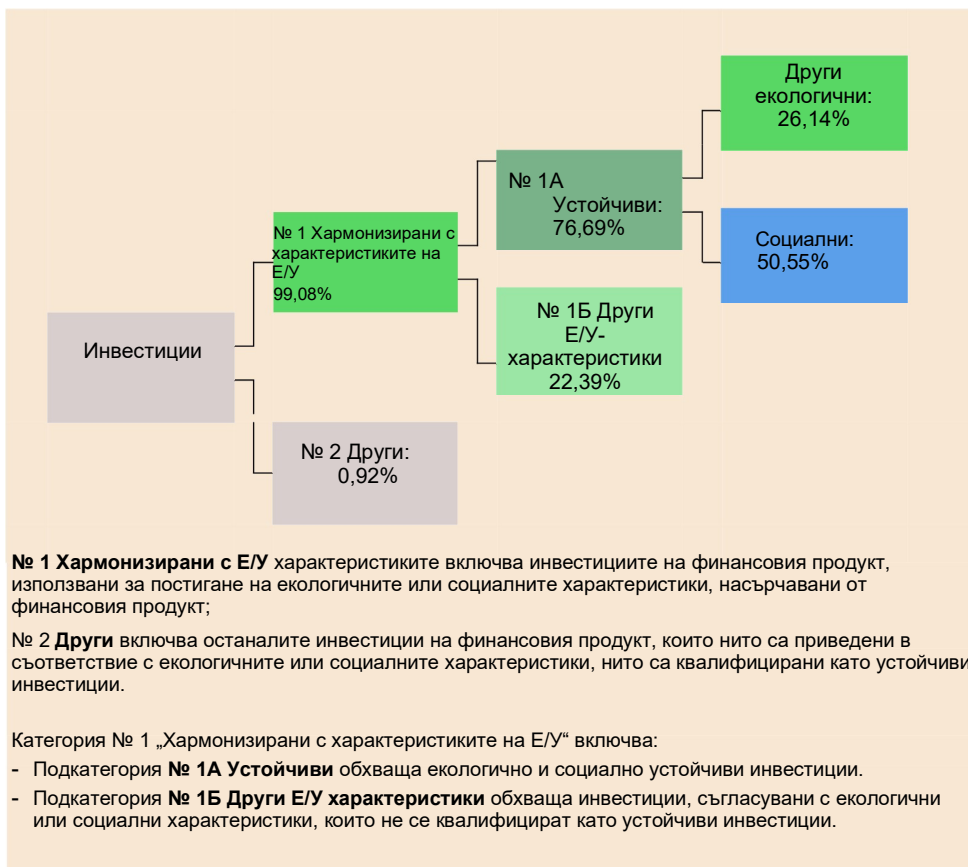 Други
екологични:
26,14%
№ 1А
Устойчиви:
76,69%
№ 1 Хармонизирани с
характеристиките на
Е/У
99,08%
Социални:
50,55%
Инвестиции
№ 1Б Други
Е/У-
характеристики
22,39%
№ 2 Други:
0,92%
№ 1 Хармонизирани с Е/У характеристиките включва инвестициите на финансовия продукт,
използвани за постигане на екологичните или социалните характеристики, насърчавани от
финансовия продукт;
№ 2 Други включва останалите инвестиции на финансовия продукт, които нито са приведени в
съответствие с екологичните или социалните характеристики, нито са квалифицирани като устойчиви
инвестиции.
Категория № 1 „Хармонизирани с характеристиките на Е/У“ включва:
- Подкатегория № 1А Устойчиви обхваща екологично и социално устойчиви инвестиции.
- Подкатегория № 1Б Други Е/У характеристики обхваща инвестиции, съгласувани с екологични
или социални характеристики, които не се квалифицират като устойчиви инвестиции.